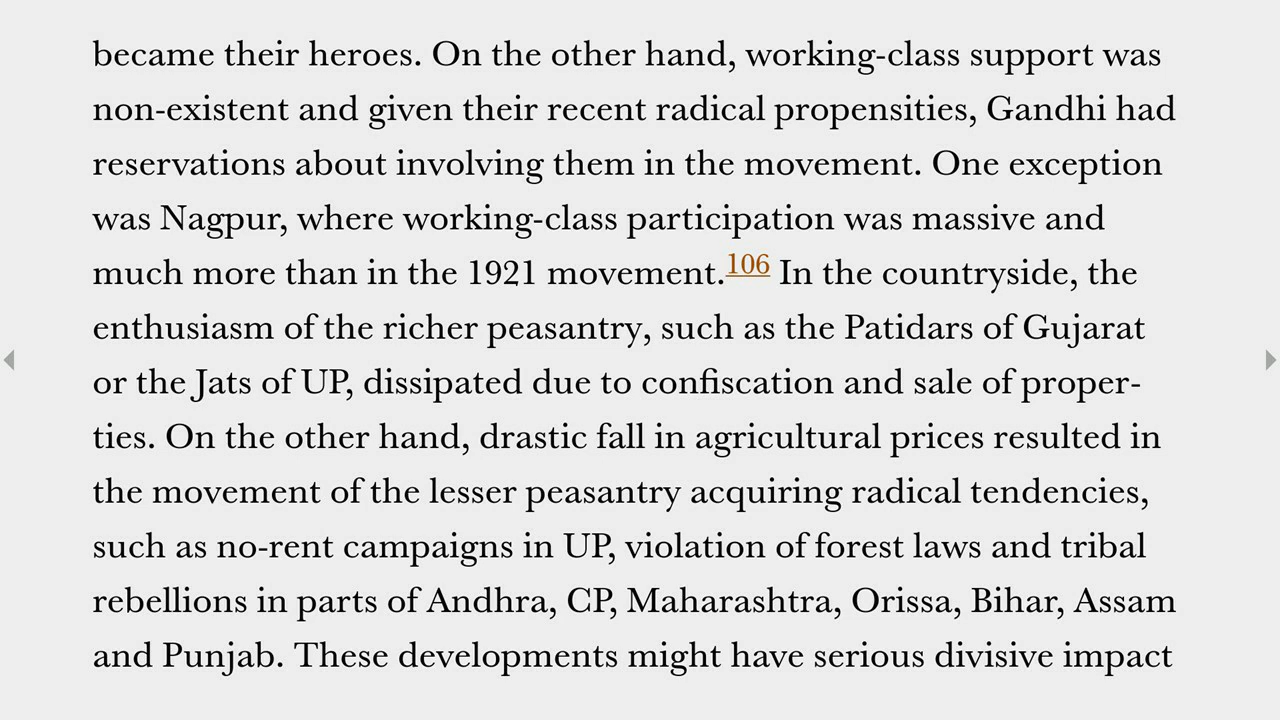 became their heroes. On the other hand, working-class support was
non-existent and given their recent radical propensities, Gandhi had
reservations about involving them in the movement. One exception
was Nagpur, where working-class participation was massive and
much more than in the 1921 movement.106 In the countryside, the
enthusiasm of the richer peasantry, such as the Patidars of Gujarat
or the Jats of UP, dissipated due to confiscation and sale of proper-
ties. On the other hand, drastic fall in agricultural prices resulted in
the movement of the lesser peasantry acquiring radical tendencies,
such as no-rent campaigns in UP, violation of forest laws and tribal
rebellions in parts of Andhra, CP, Maharashtra, Orissa, Bihar, Assam
and Punjab. These developments might have serious divisive impact